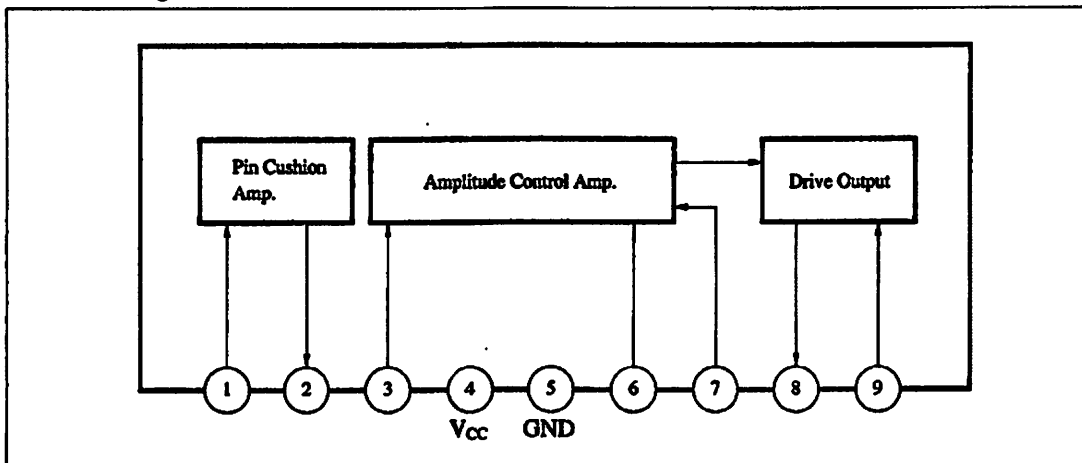 Pin Cushion
Amp.
Amplitude Control Amp.
Drive Output
1 2 3 4 5 6 7 8 9
Vcc GND